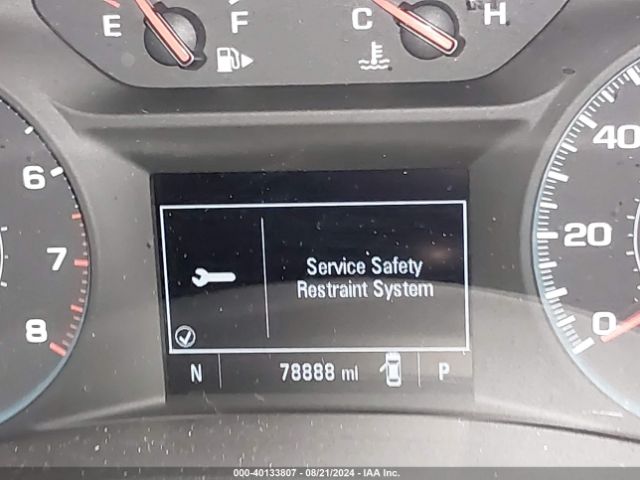 E F C H
6
7
8
40
20
0
Service Safety
Restraint System
N 78888 mi P
000-40133807 - 08/21/2024 - IAA Inc.